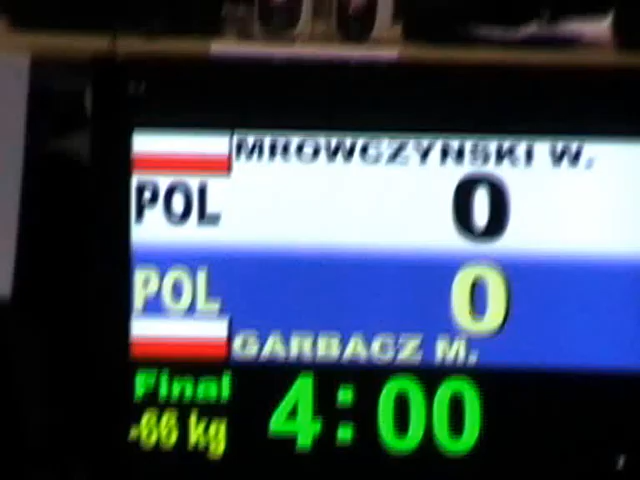 MROWCZYNSKI W.
POL 0
POL 0
GARBACZ M.
Final
-66 kg
4:00